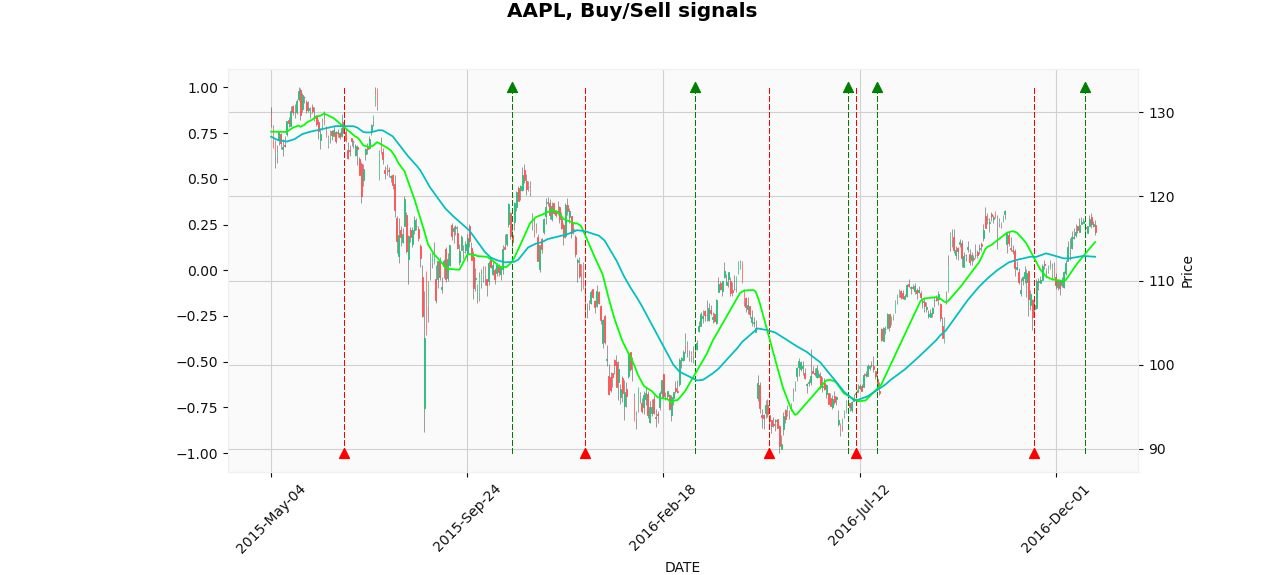 AAPL, Buy/Sell signals
1.00
0.75
0.50
0.25
0.00
−0.25
−0.50
−0.75
−1.00
130
120
110
100
90
Price
2015-May-04
2015-Sep-24
2016-Feb-18
2016-Jul-12
2016-Dec-01
DATE